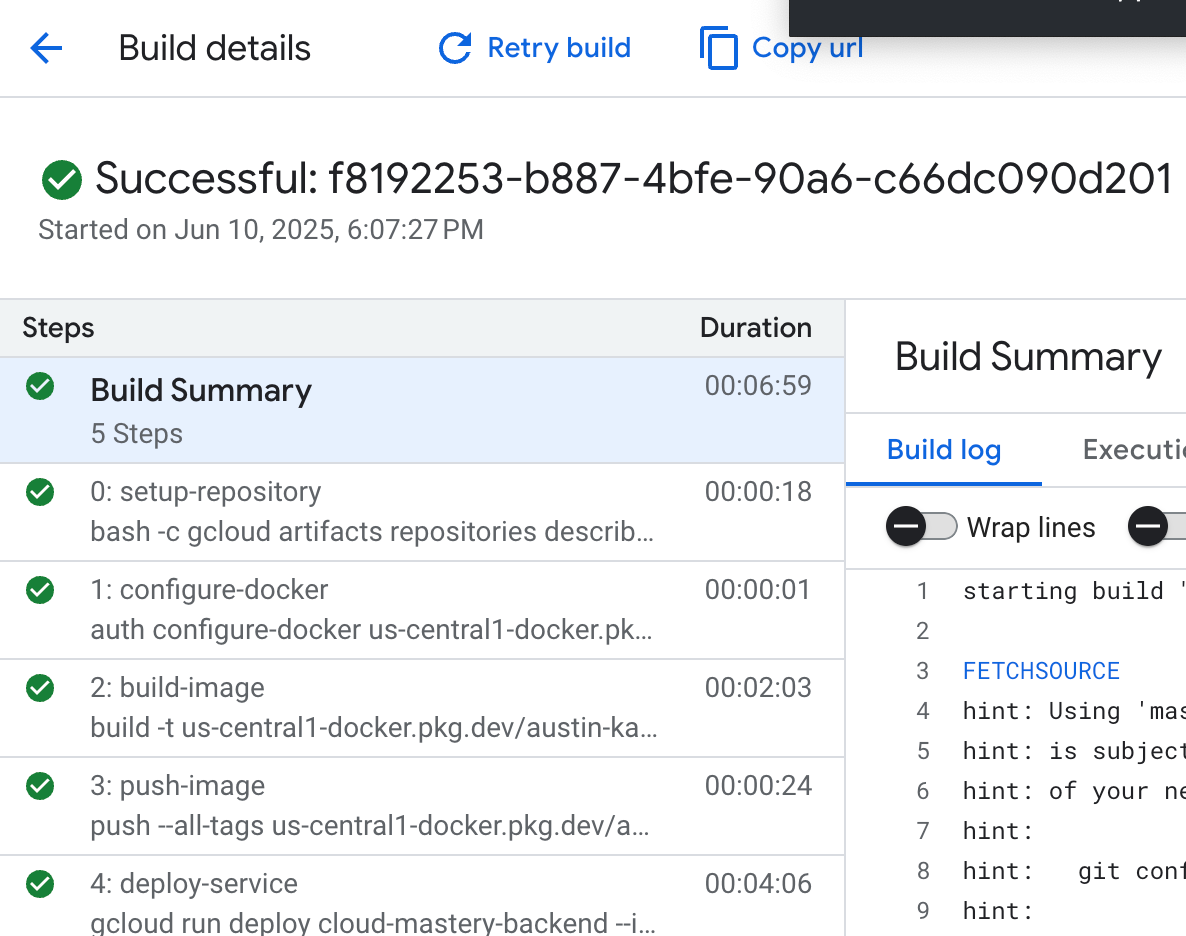 Build details
Retry build
Copy url
Successful: f8192253-b887-4bfe-90a6-c66dc090d201
Started on Jun 10, 2025, 6:07:27 PM
Steps Duration
Build Summary 00:06:59
5 Steps
0: setup-repository 00:00:18
bash -c gcloud artifacts repositories describ...
1: configure-docker 00:00:01
auth configure-docker us-central1-docker.pk...
2: build-image 00:02:03
build -t us-central1-docker.pkg.dev/austin-ka...
3: push-image 00:00:24
push --all-tags us-central1-docker.pkg.dev/a...
4: deploy-service 00:04:06
gcloud run deploy cloud-mastery-backend --i...
Build Summary
Build log Executi
Wrap lines
1 starting build '
2
3 FETCHSOURCE
4 hint: Using 'mas
5 hint: is subject
6 hint: of your ne
7 hint:
8 hint:   git conf
9 hint: